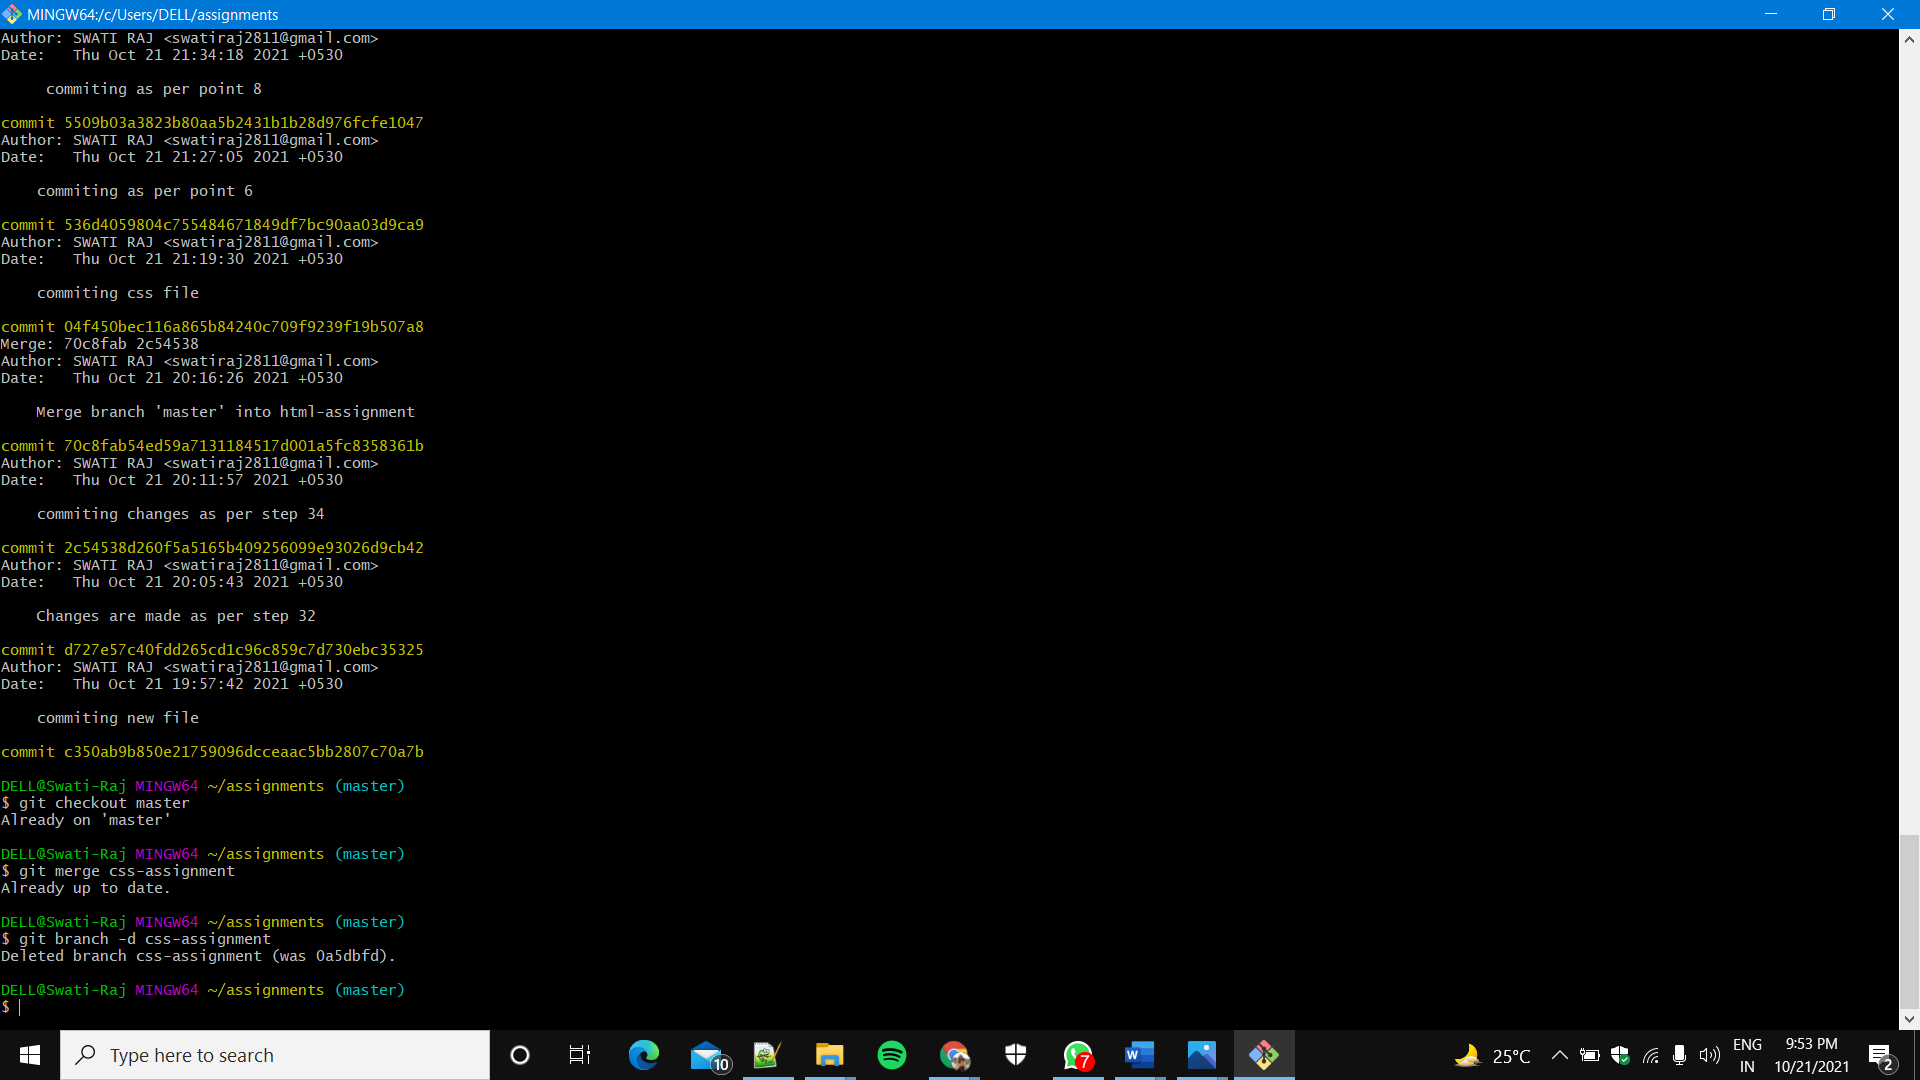 MINGW64:/c/Users/DELL/assignments
Author: SWATI RAJ <swatiraj2811@gmail.com>
Date:   Thu Oct 21 21:34:18 2021 +0530
commiting as per point 8
commit 5509b03a3823b80aa5b2431b1b28d976fcfe1047
Author: SWATI RAJ <swatiraj2811@gmail.com>
Date:   Thu Oct 21 21:27:05 2021 +0530
commiting as per point 6
commit 536d4059804c755484671849df7bc90aa03d9ca9
Author: SWATI RAJ <swatiraj2811@gmail.com>
Date:   Thu Oct 21 21:19:30 2021 +0530
commiting css file
commit 04f450bec116a865b84240c709f9239f19b507a8
Merge: 70c8fab 2c54538
Author: SWATI RAJ <swatiraj2811@gmail.com>
Date:   Thu Oct 21 20:16:26 2021 +0530
Merge branch 'master' into html-assignment
commit 70c8fab54ed59a7131184517d001a5fc8358361b
Author: SWATI RAJ <swatiraj2811@gmail.com>
Date:   Thu Oct 21 20:11:57 2021 +0530
commiting changes as per step 34
commit 2c54538d260f5a5165b409256099e93026d9cb42
Author: SWATI RAJ <swatiraj2811@gmail.com>
Date:   Thu Oct 21 20:05:43 2021 +0530
Changes are made as per step 32
commit d727e57c40fdd265cd1c96c859c7d730ebc35325
Author: SWATI RAJ <swatiraj2811@gmail.com>
Date:   Thu Oct 21 19:57:42 2021 +0530
commiting new file
commit c350ab9b850e21759096dcceaac5bb2807c70a7b
DELL@Swati-Raj MINGW64 ~/assignments (master)
$ git checkout master
Already on 'master'
DELL@Swati-Raj MINGW64 ~/assignments (master)
$ git merge css-assignment
Already up to date.
DELL@Swati-Raj MINGW64 ~/assignments (master)
$ git branch -d css-assignment
Deleted branch css-assignment (was 0a5dbfd).
DELL@Swati-Raj MINGW64 ~/assignments (master)
$
Type here to search
10
7
W
25°C
ENG
IN
9:53 PM
10/21/2021
2